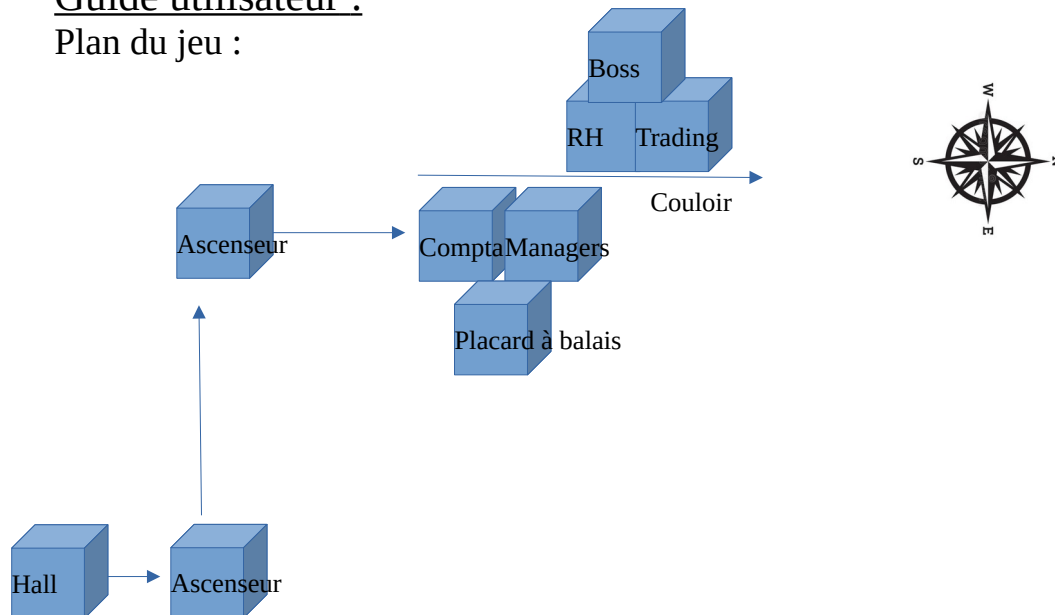 Guide utilisateur :
Plan du jeu :
Boss
RH
Trading
Couloir
Ascenseur
Compta
Managers
Placard à balais
Hall
Ascenseur
W
S
E